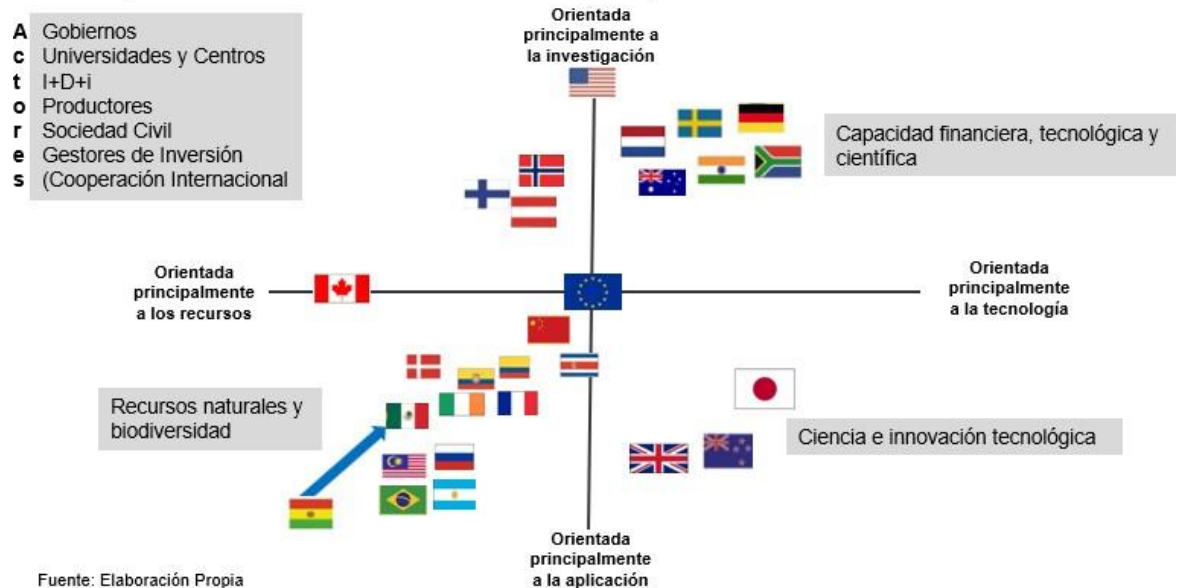 Orientada
principalmente a
la investigación
A Gobiernos
c Universidades y Centros
t I+D+i
o Productores
r Sociedad Civil
e Gestores de Inversión
s (Cooperación Internacional
Capacidad financiera, tecnológica y
científica
Orientada
principalmente
a los recursos
Orientada
principalmente
a la tecnología
Recursos naturales y
biodiversidad
Ciencia e innovación tecnológica
Orientada
principalmente
a la aplicación
Fuente: Elaboración Propia